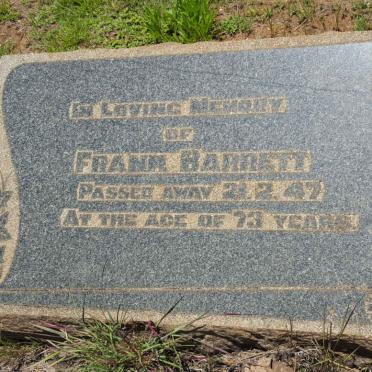 In Loving Memory
of
Frank Barrett
Passed away 21.2.47
At the age of 73 years